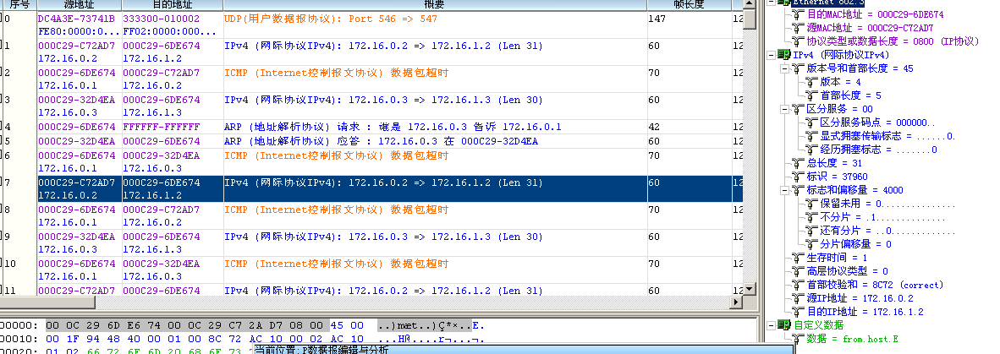 序号 源地址 目的地址 概要 帧长度
0 DC4A3E-73741B 333300-010002 UDP(用户数据报协议): Port 546 => 547 147 12
FE80:0000:0... FF02:0000:000...
1 000C29-C72AD7 000C29-6DE674 IPv4 (网际协议IPv4): 172.16.0.2 => 172.16.1.2 (Len 31) 60 12
172.16.0.2 172.16.1.2
2 000C29-6DE674 000C29-C72AD7 ICMP (Internet控制报文协议) 数据包超时 70 12
172.16.0.1 172.16.0.2
3 000C29-32D4EA 000C29-6DE674 IPv4 (网际协议IPv4): 172.16.0.3 => 172.16.1.3 (Len 30) 60 12
172.16.0.3 172.16.1.3
4 000C29-6DE674 FFFFFF-FFFFFF ARP (地址解析协议) 请求 : 谁是 172.16.0.3 告诉 172.16.0.1 42 12
5 000C29-32D4EA 000C29-6DE674 ARP (地址解析协议) 应答 : 172.16.0.3 在 000C29-32D4EA 60 12
6 000C29-6DE674 000C29-32D4EA ICMP (Internet控制报文协议) 数据包超时 70 12
172.16.0.1 172.16.0.3
7 000C29-C72AD7 000C29-6DE674 IPv4 (网际协议IPv4): 172.16.0.2 => 172.16.1.2 (Len 31) 60 12
172.16.0.2 172.16.1.2
8 000C29-6DE674 000C29-C72AD7 ICMP (Internet控制报文协议) 数据包超时 70 12
172.16.0.1 172.16.0.2
9 000C29-32D4EA 000C29-6DE674 IPv4 (网际协议IPv4): 172.16.0.3 => 172.16.1.3 (Len 30) 60 12
172.16.0.3 172.16.1.3
10 000C29-6DE674 000C29-32D4EA ICMP (Internet控制报文协议) 数据包超时 70 12
172.16.0.1 172.16.0.3
11 000C29-C72AD7 000C29-6DE674 IPv4 (网际协议IPv4): 172.16.0.2 => 172.16.1.2 (Len 31) 60 12
00000: 00 0C 29 6D E6 74 00 0C 29 C7 2A D7 08 00 45 00 ..)mæt..)Ç*×..E.
00010: 00 1F 94 48 40 00 01 00 8C 72 AC 10 00 02 AC 10
00020: 01 02 66 72 6F 6D 20 68 6F 73
当前位置: IP数据报编辑与分析
Ethernet 802.3
目的MAC地址 = 000C29-6DE674
源MAC地址 = 000C29-C72AD7
协议类型或数据长度 = 0800 (IP协议)
IPv4 (网际协议IPv4)
版本号和首部长度 = 45
版本 = 4
首部长度 = 5
区分服务 = 00
区分服务码点 = 000000..
显式拥塞传输标志 = ......0.
经历拥塞标志 = .......0
总长度 = 31
标识 = 37960
标志和偏移量 = 4000
保留未用 = 0...............
不分片 = .1..............
还有分片 = ..0.............
分片偏移量 = 0
生存时间 = 1
高层协议类型 = 0
首部校验和 = 8C72 (correct)
源IP地址 = 172.16.0.2
目的IP地址 = 172.16.1.2
自定义数据
数据 = from.host.E